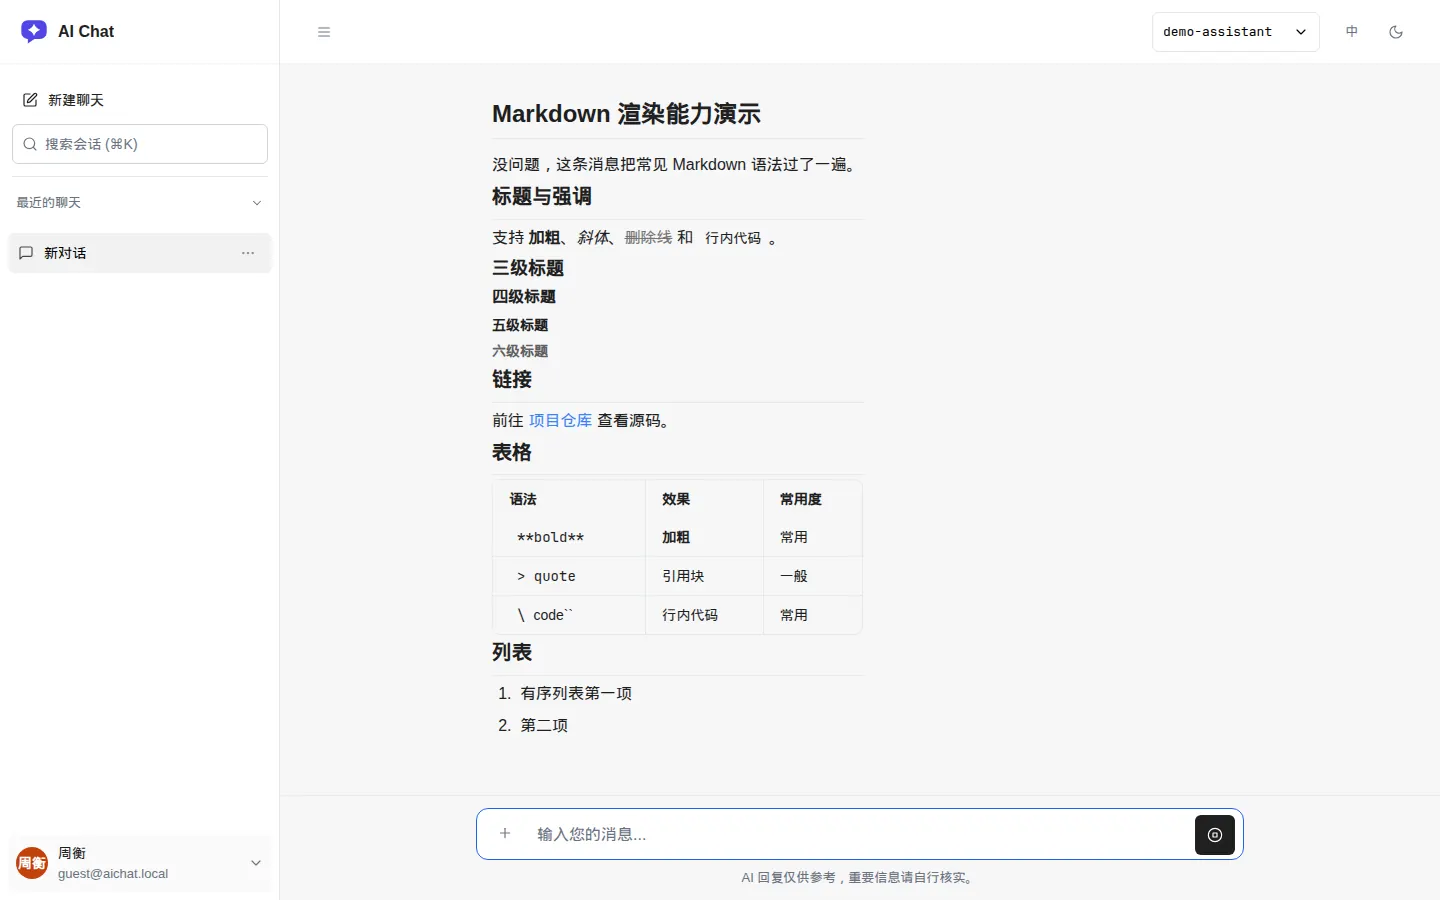 AI Chat
demo-assistant
中
新建聊天
搜索会话 (⌘K)
最近的聊天
新对话
Markdown 渲染能力演示
没问题，这条消息把常见 Markdown 语法过了一遍。
标题与强调
支持 加粗、斜体、删除线 和 行内代码 。
三级标题
四级标题
五级标题
六级标题
链接
前往 项目仓库 查看源码。
表格
语法 效果 常用度
**bold** 加粗 常用
> quote 引用块 一般
\ code`` 行内代码 常用
列表
1. 有序列表第一项
2. 第二项
输入您的消息...
AI 回复仅供参考，重要信息请自行核实。
周衡
周衡
guest@aichat.local